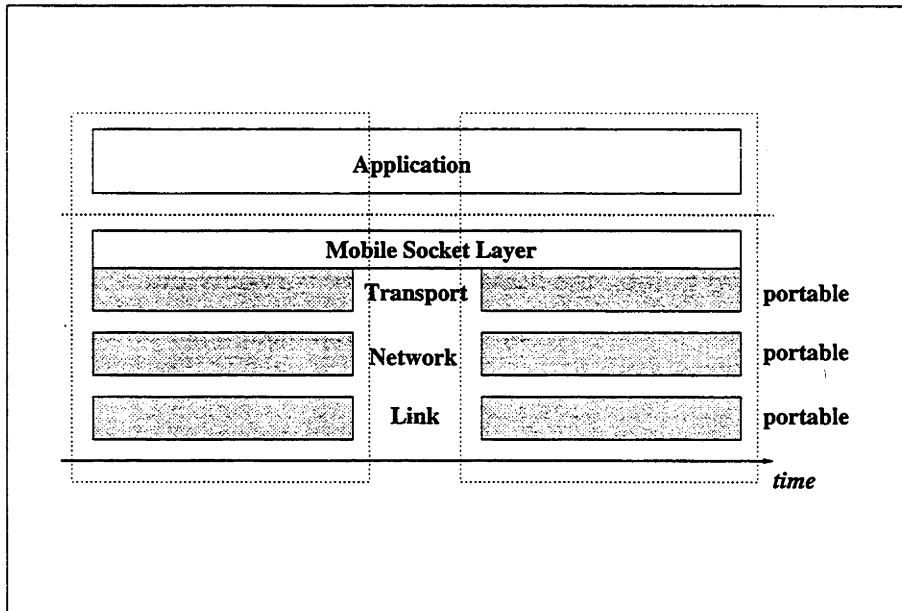 Application
Mobile Socket Layer
Transport portable
Network portable
Link portable
time